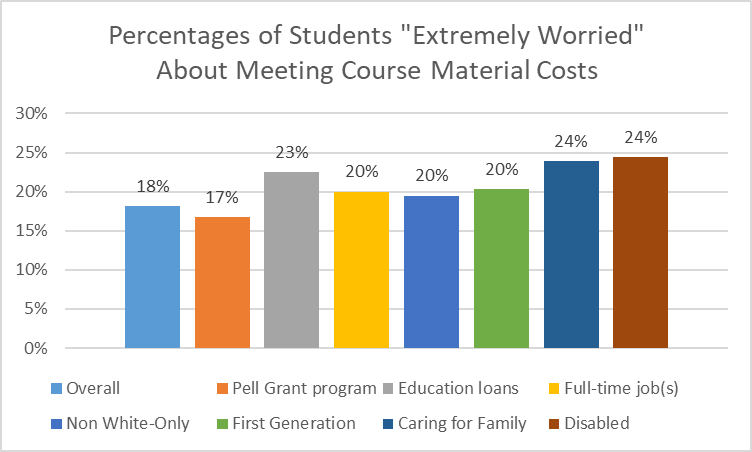 Percentages of Students "Extremely Worried"
About Meeting Course Material Costs
30%
25%
20%
15%
10%
5%
0%
18%
17%
23%
20%
20%
20%
24%
24%
Overall
Pell Grant program
Education loans
Full-time job(s)
Non White-Only
First Generation
Caring for Family
Disabled